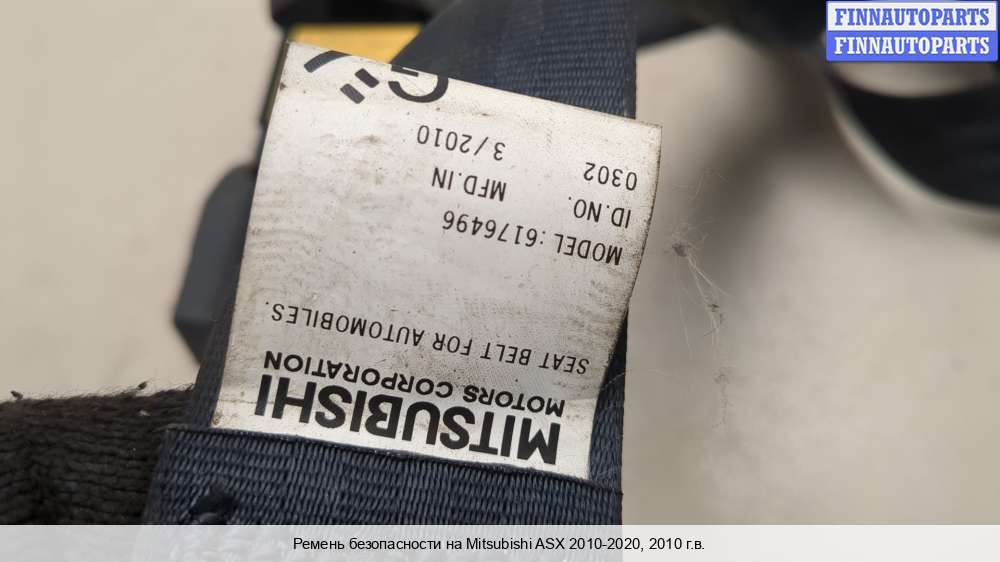 FINNAUTOPARTS
FINNAUTOPARTS
MITSUBISHI
MOTORS CORPORATION
SEAT BELT FOR AUTOMOBILES.
MODEL:6176496
ID.NO. MFD.IN
0302 3/2010
Ремень безопасности на Mitsubishi ASX 2010-2020, 2010 г.в.